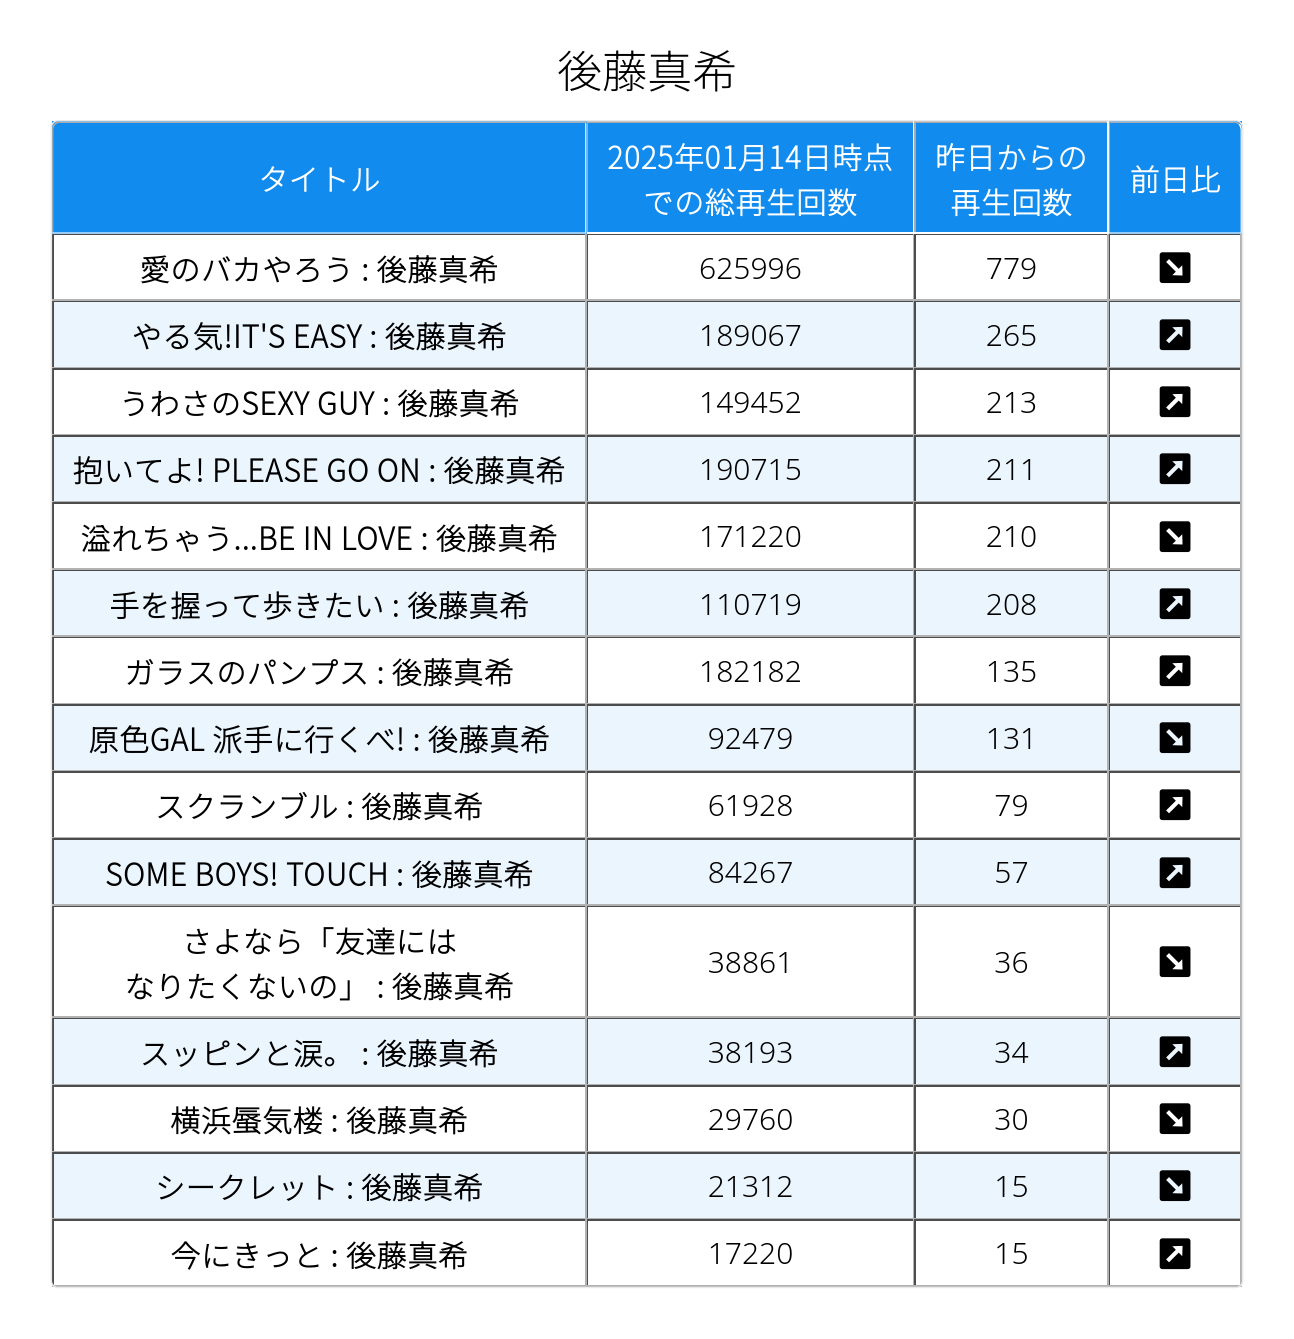 後藤真希
タイトル
2025年01月14日時点
での総再生回数
昨日からの
再生回数
前日比
愛のバカやろう : 後藤真希 625996 779 ↘
やる気!IT'S EASY : 後藤真希 189067 265 ↗
うわさのSEXY GUY : 後藤真希 149452 213 ↗
抱いてよ! PLEASE GO ON : 後藤真希 190715 211 ↗
溢れちゃう...BE IN LOVE : 後藤真希 171220 210 ↘
手を握って歩きたい : 後藤真希 110719 208 ↗
ガラスのパンプス : 後藤真希 182182 135 ↗
原色GAL 派手に行くべ! : 後藤真希 92479 131 ↘
スクランブル : 後藤真希 61928 79 ↗
SOME BOYS! TOUCH : 後藤真希 84267 57 ↗
さよなら「友達には
なりたくないの」 : 後藤真希 38861 36 ↘
スッピンと涙。 : 後藤真希 38193 34 ↗
横浜蜃気楼 : 後藤真希 29760 30 ↘
シークレット : 後藤真希 21312 15 ↘
今にきっと : 後藤真希 17220 15 ↗